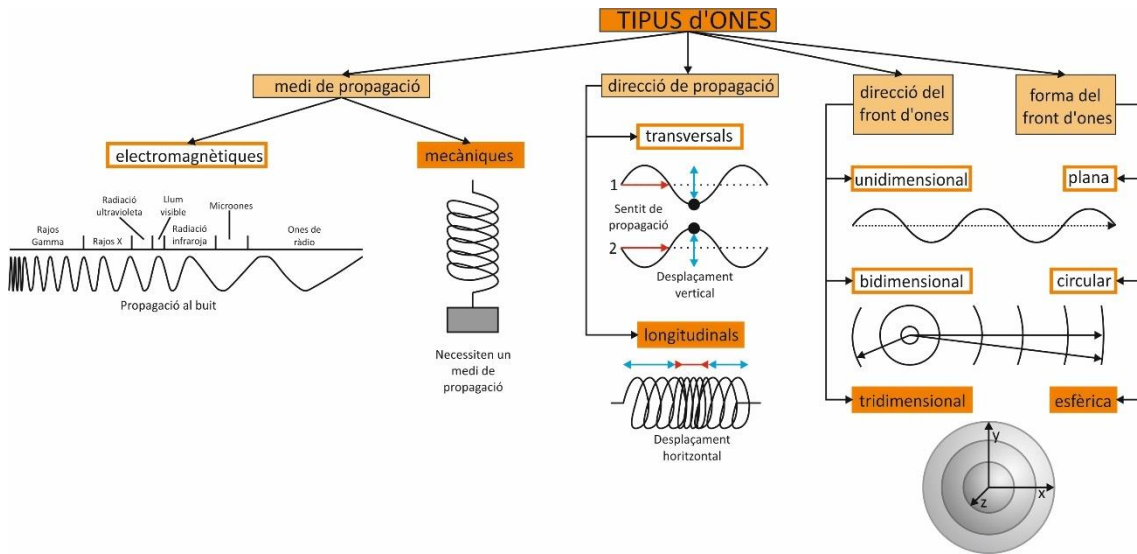 TIPUS d'ONES
medi de propagació
electromagnètiques
Rajos
Gamma
Rajos X
Radiació
ultravioleta
Llum
visible
Radiació
infraroja
Microones
Ones de
ràdio
Propagació al buit
mecàniques
Necessiten un
medi de
propagació
direcció de propagació
transversals
1
Sentit de
propagació
2
Desplaçament
vertical
longitudinals
Desplaçament
horitzontal
direcció del
front d'ones
unidimensional
bidimensional
tridimensional
forma del
front d'ones
plana
circular
esfèrica
y
x
z